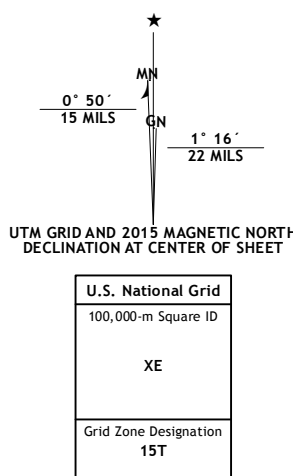 MN
0° 50´
15 MILS
GN
1° 16´
22 MILS
UTM GRID AND 2015 MAGNETIC NORTH
DECLINATION AT CENTER OF SHEET
U.S. National Grid
100,000-m Square ID
XE
Grid Zone Designation
15T